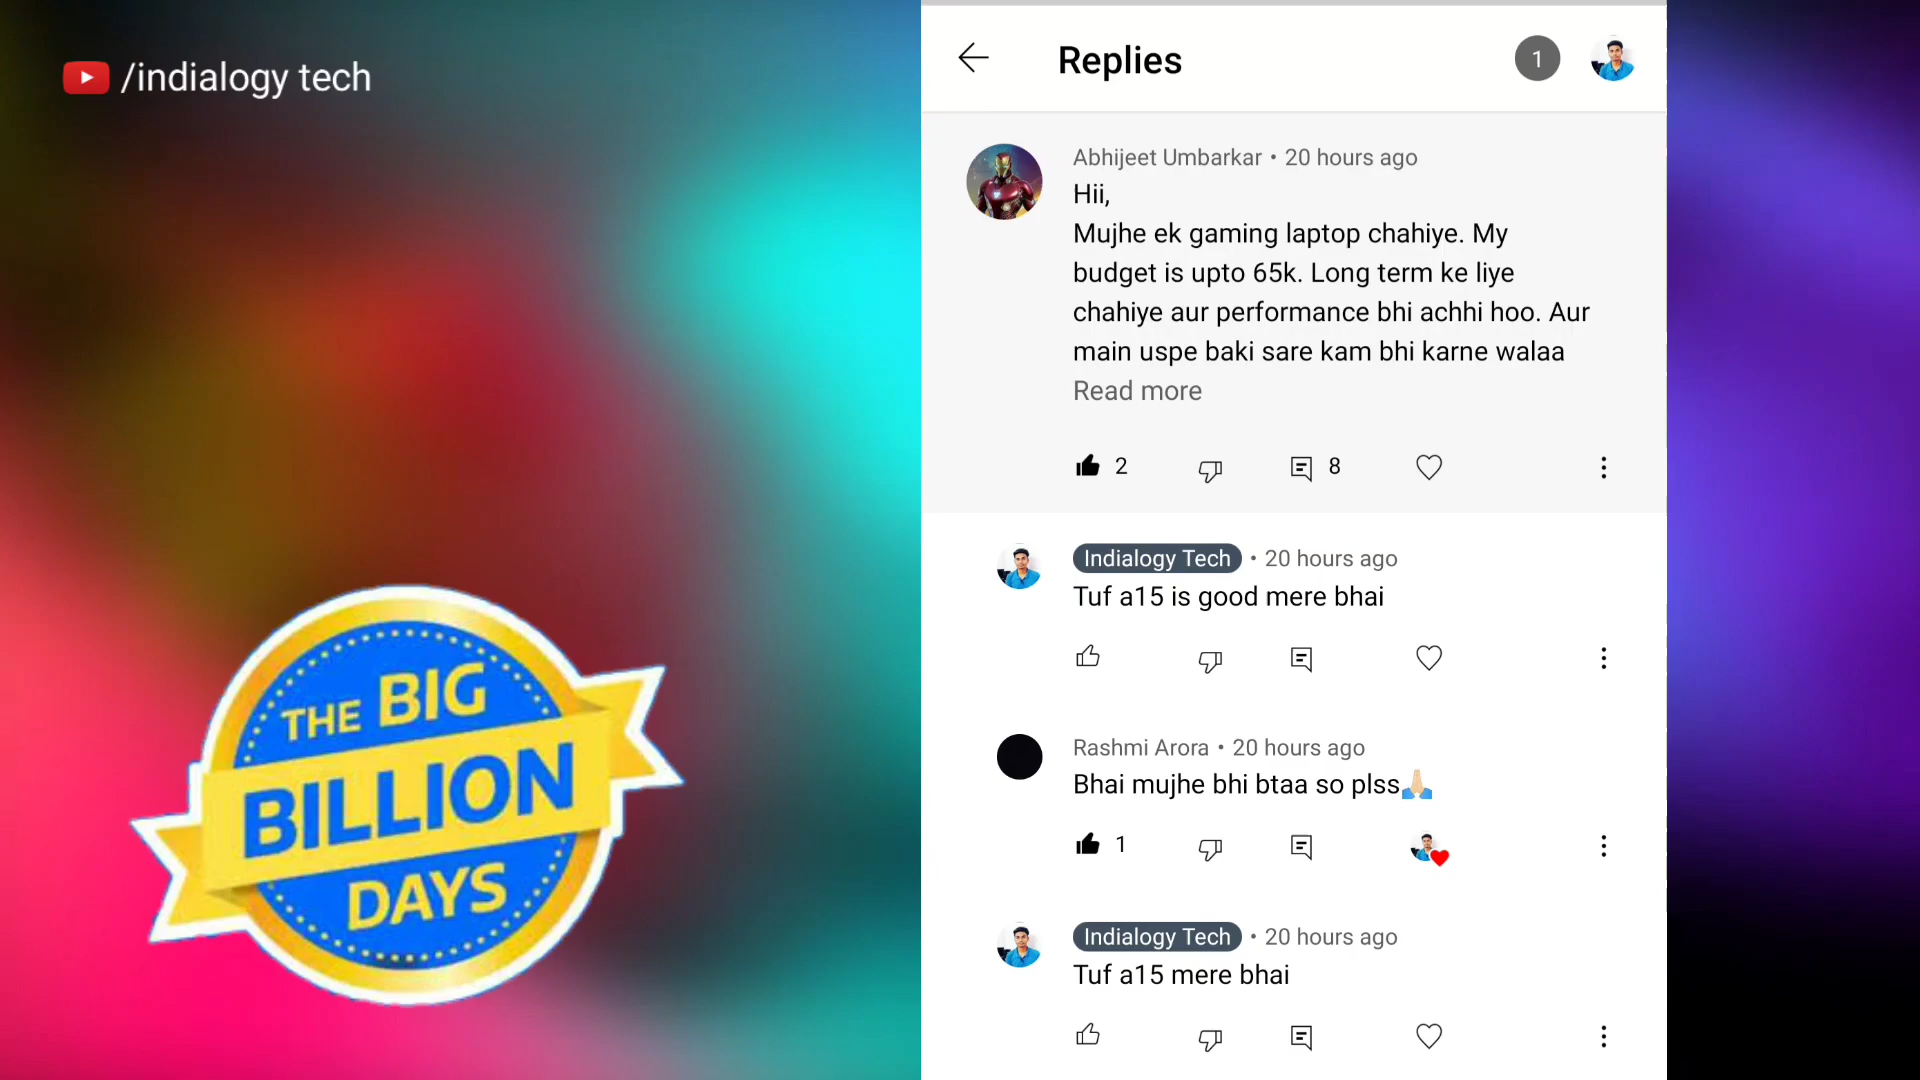 /indialogy tech
THE BIG
BILLION
DAYS
Replies
1
Abhijeet Umbarkar • 20 hours ago
Hii,
Mujhe ek gaming laptop chahiye. My
budget is upto 65k. Long term ke liye
chahiye aur performance bhi achhi hoo. Aur
main uspe baki sare kam bhi karne walaa
Read more
2 8
Indialogy Tech • 20 hours ago
Tuf a15 is good mere bhai
Rashmi Arora • 20 hours ago
Bhai mujhe bhi btaa so plss🙏🏼
1
Indialogy Tech • 20 hours ago
Tuf a15 mere bhai